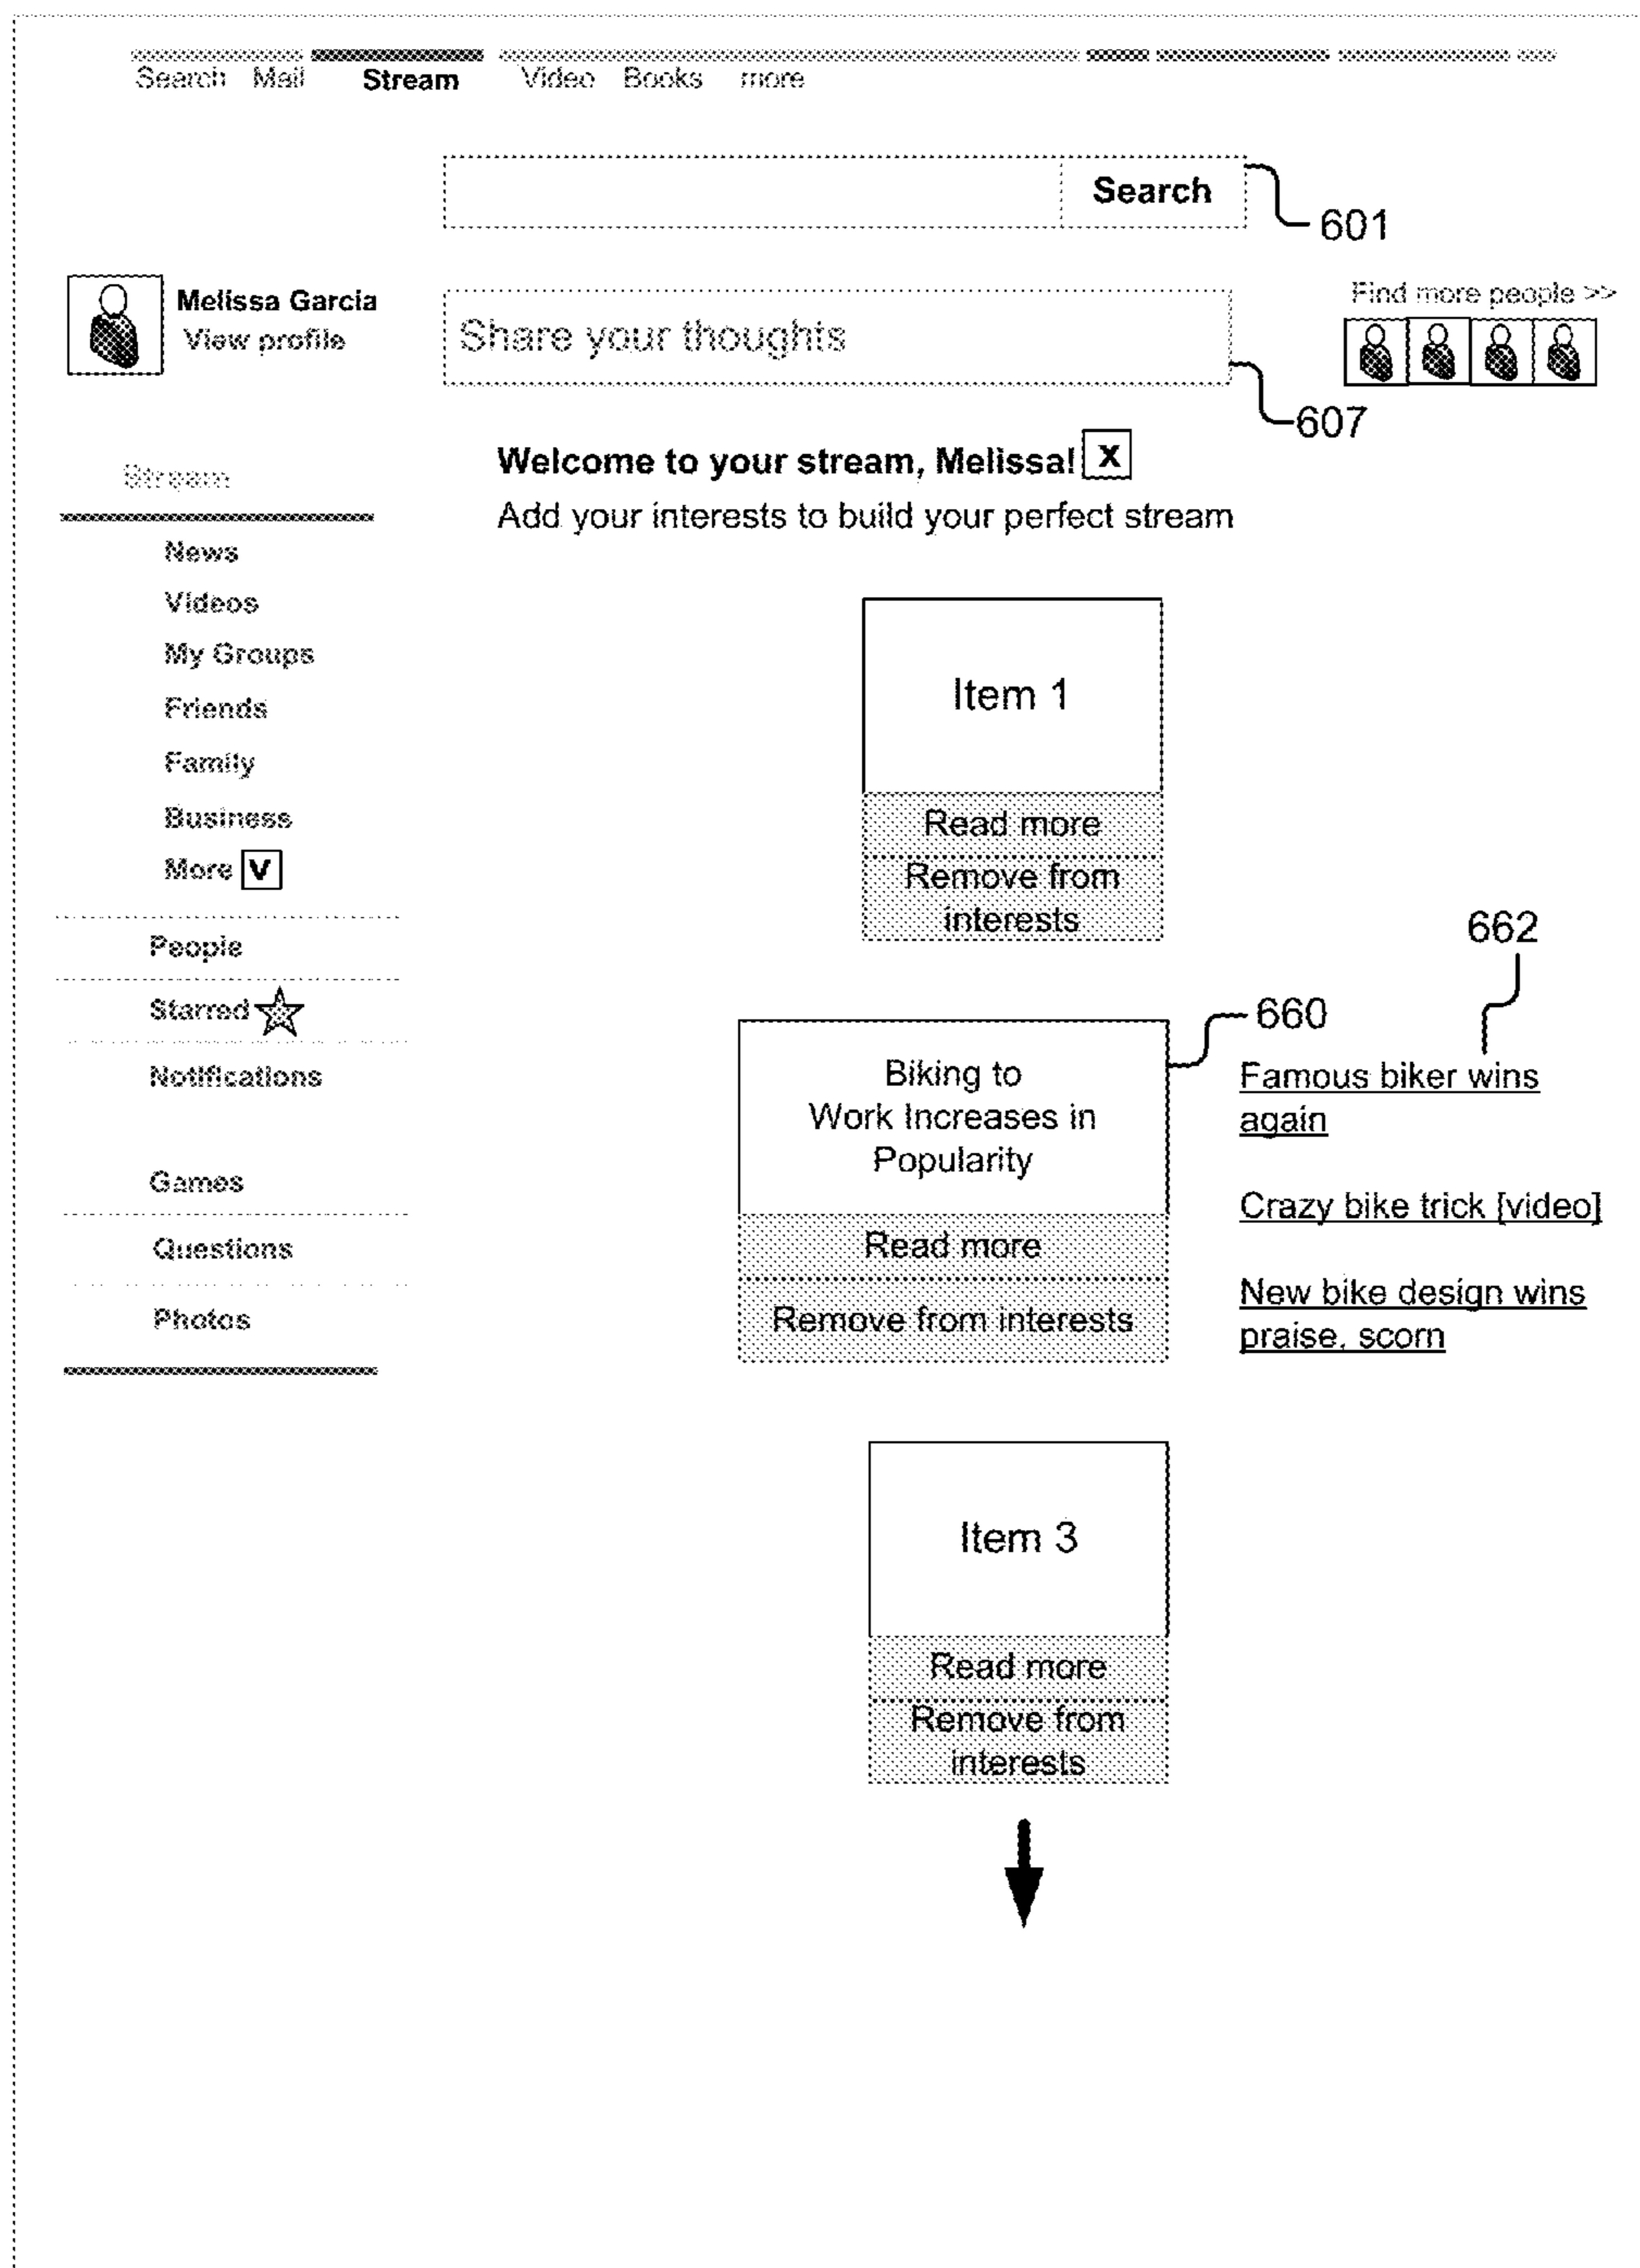 Search Mail Stream Video Books more
Search
601
Melissa Garcia
View profile
Share your thoughts
Find more people >>
607
Welcome to your stream, Melissa! X
Add your interests to build your perfect stream
Stream
News
Videos
My Groups
Friends
Family
Business
More V
People
Starred
Notifications
Games
Questions
Photos
Item 1
Read more
Remove from
interests
660
Biking to
Work Increases in
Popularity
Read more
Remove from interests
662
Famous biker wins
again
Crazy bike trick [video]
New bike design wins
praise, scorn
Item 3
Read more
Remove from
interests